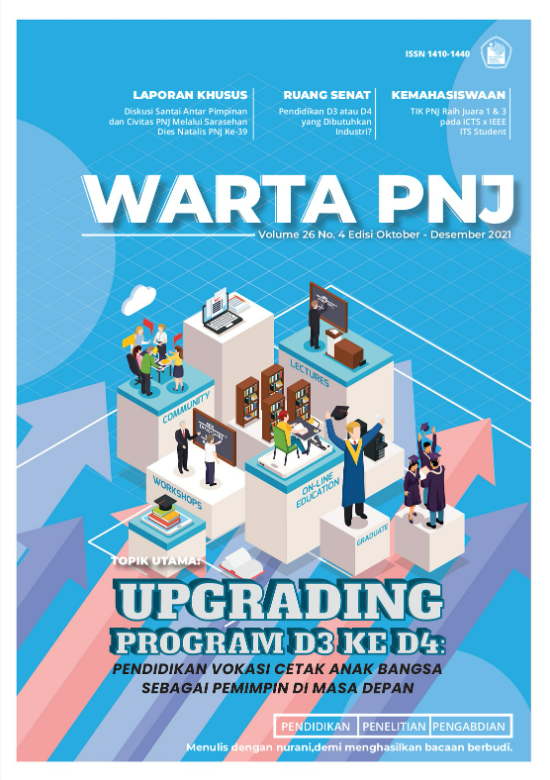 ISSN 1410-1440
LAPORAN KHUSUS
Diskusi Santai Antar Pimpinan
dan Civitas PNJ Melalui Sarasehan
Dies Natalis PNJ Ke-39
RUANG SENAT
Pendidikan D3 atau D4
yang Dibutuhkan
Industri?
KEMAHASISWAAN
TIK PNJ Raih Juara 1 & 3
pada ICTS x IEEE
ITS Student
WARTA PNJ
Volume 26 No. 4 Edisi Oktober - Desember 2021
LECTURES
COMMUNITY
WORKSHOPS
ON-LINE
EDUCATION
GRADUATE
TOPIK UTAMA:
UPGRADING
PROGRAM D3 KE D4:
PENDIDIKAN VOKASI CETAK ANAK BANGSA
SEBAGAI PEMIMPIN DI MASA DEPAN
PENDIDIKAN PENELITIAN PENGABDIAN
Menulis dengan nurani,demi menghasilkan bacaan berbudi.